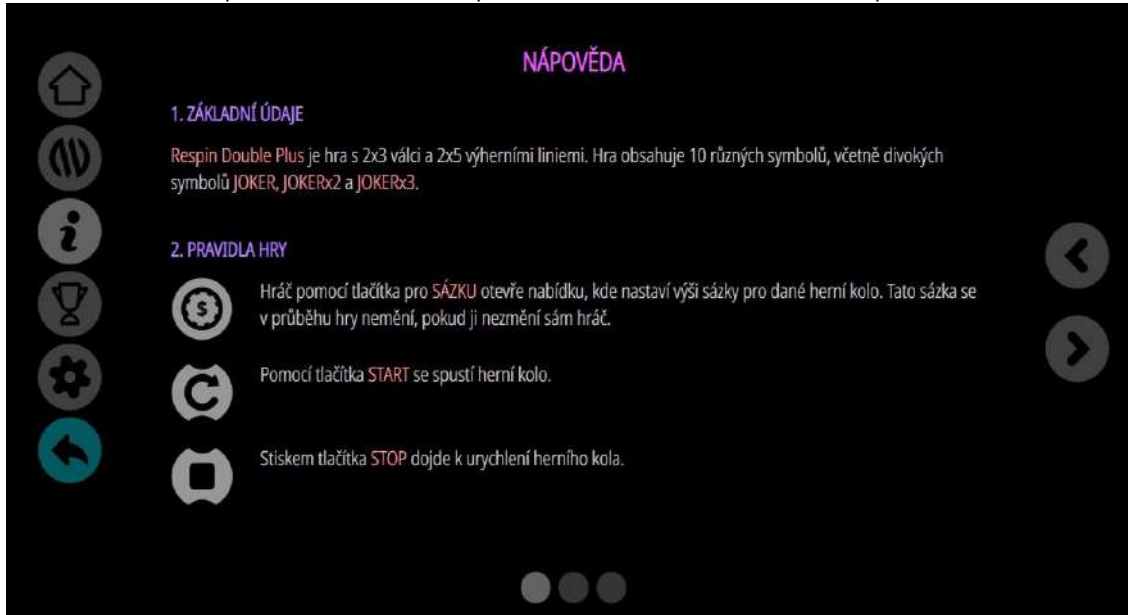 NÁPOVĚDA
1. ZÁKLADNÍ ÚDAJE
Respin Double Plus je hra s 2x3 válci a 2x5 výherními liniemi. Hra obsahuje 10 různých symbolů, včetně divokých
symbolů JOKER, JOKERx2 a JOKERx3.
2. PRAVIDLA HRY
Hráč pomocí tlačítka pro SÁZKU otevře nabídku, kde nastaví výši sázky pro dané herní kolo. Tato sázka se
v průběhu hry nemění, pokud ji nezmění sám hráč.
Pomocí tlačítka START se spustí herní kolo.
Stiskem tlačítka STOP dojde k urychlení herního kola.